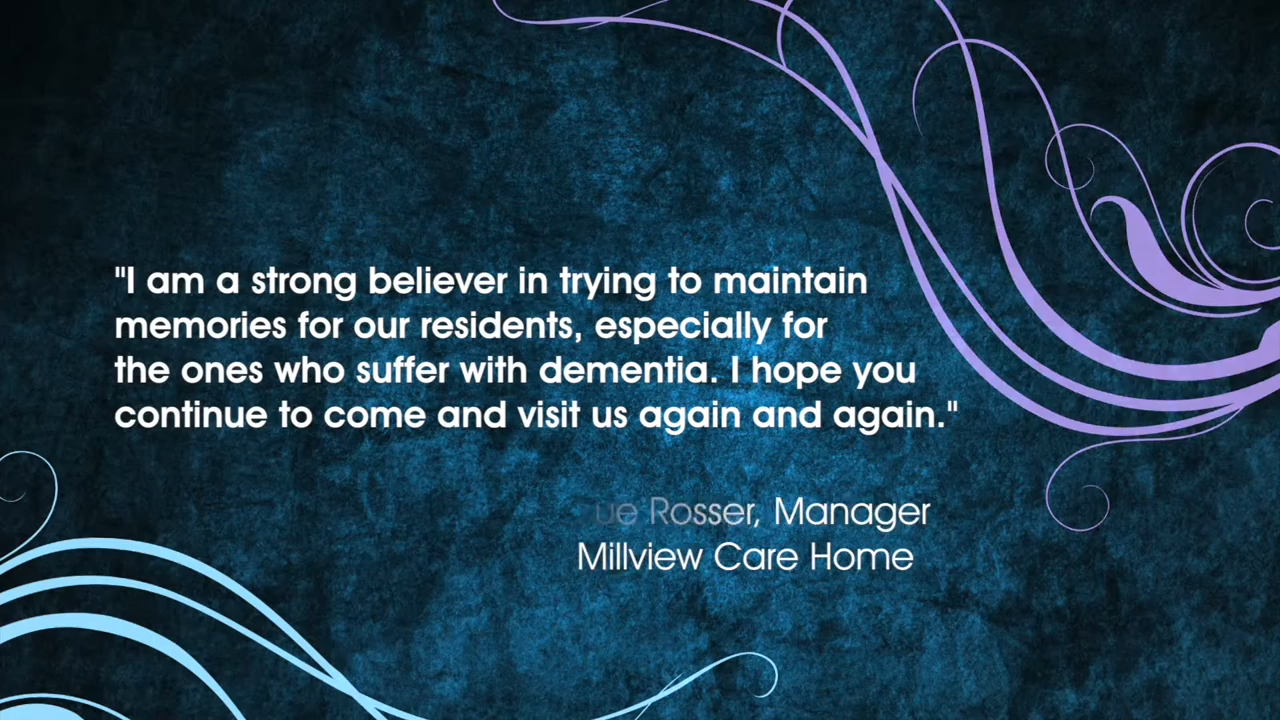 "I am a strong believer in trying to maintain
memories for our residents, especially for
the ones who suffer with dementia. I hope you
continue to come and visit us again and again."
Rosser, Manager
Millview Care Home